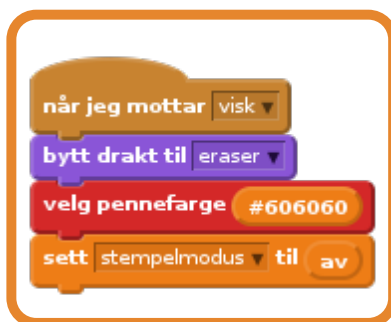 når jeg mottar visk
bytt drakt til eraser
velg pennefarge #606060
sett stempelmodus til av